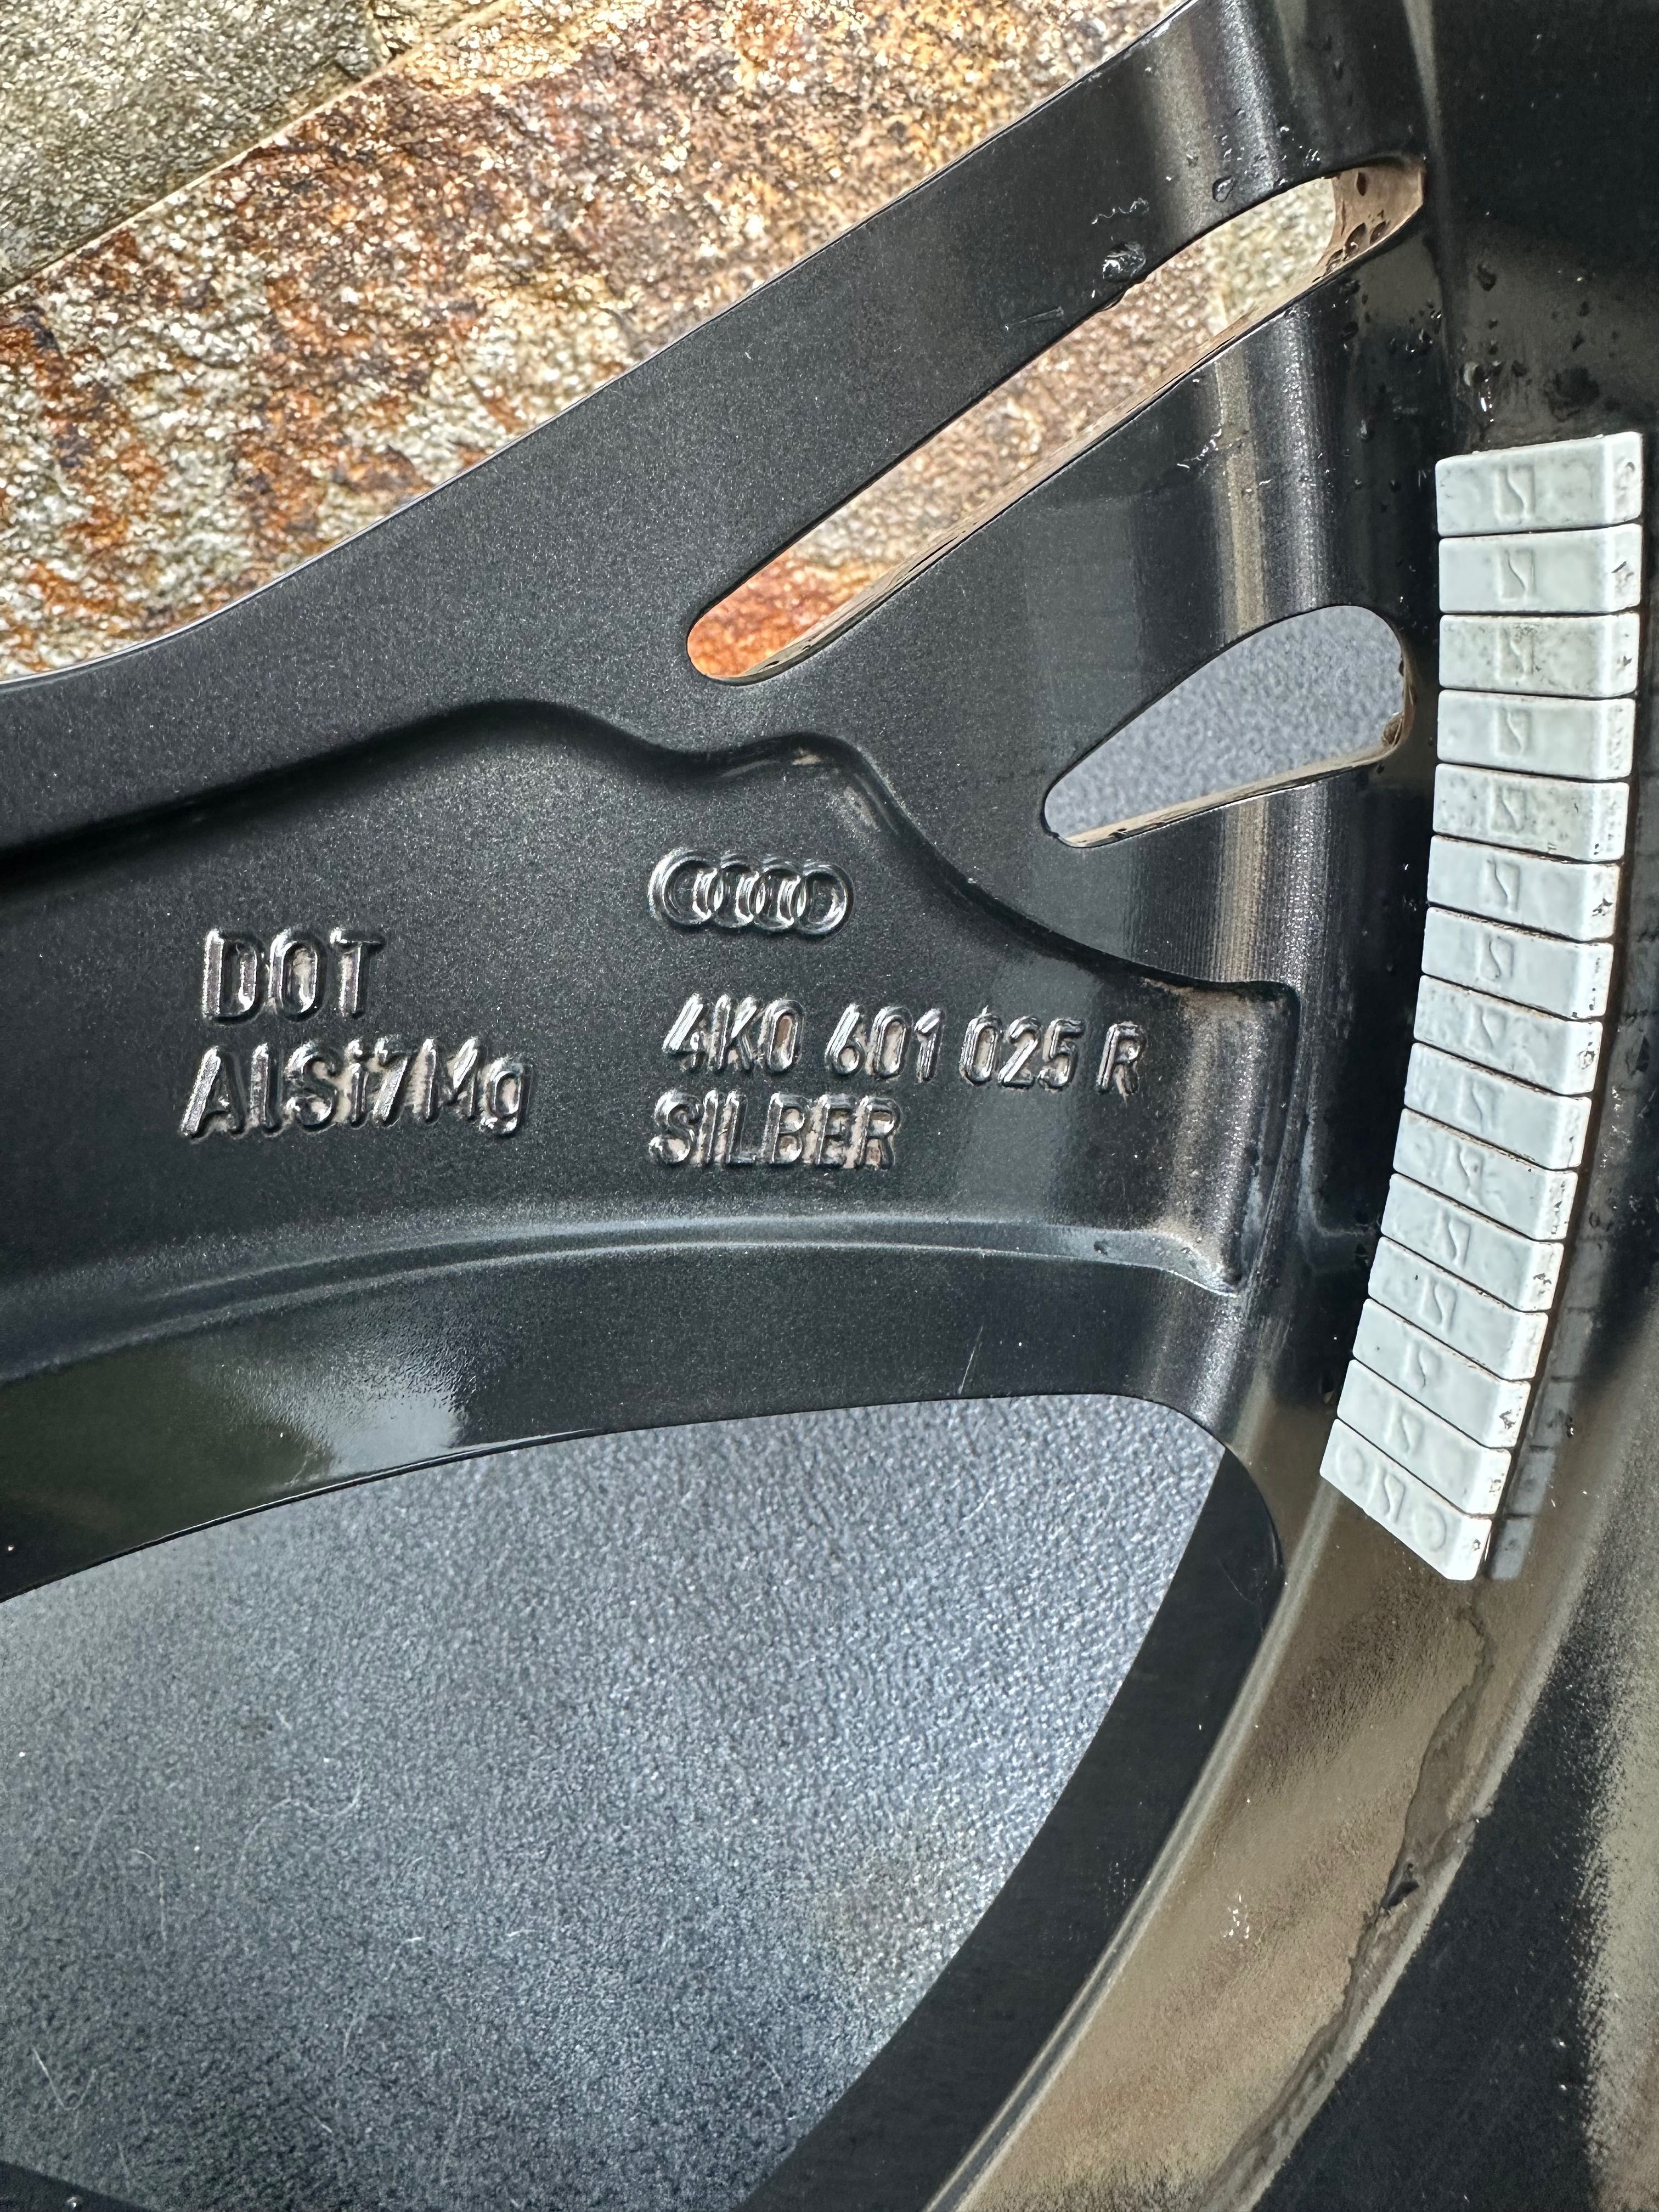 DOT
AlSi7Mg
4K0 601 025 R
SILBER